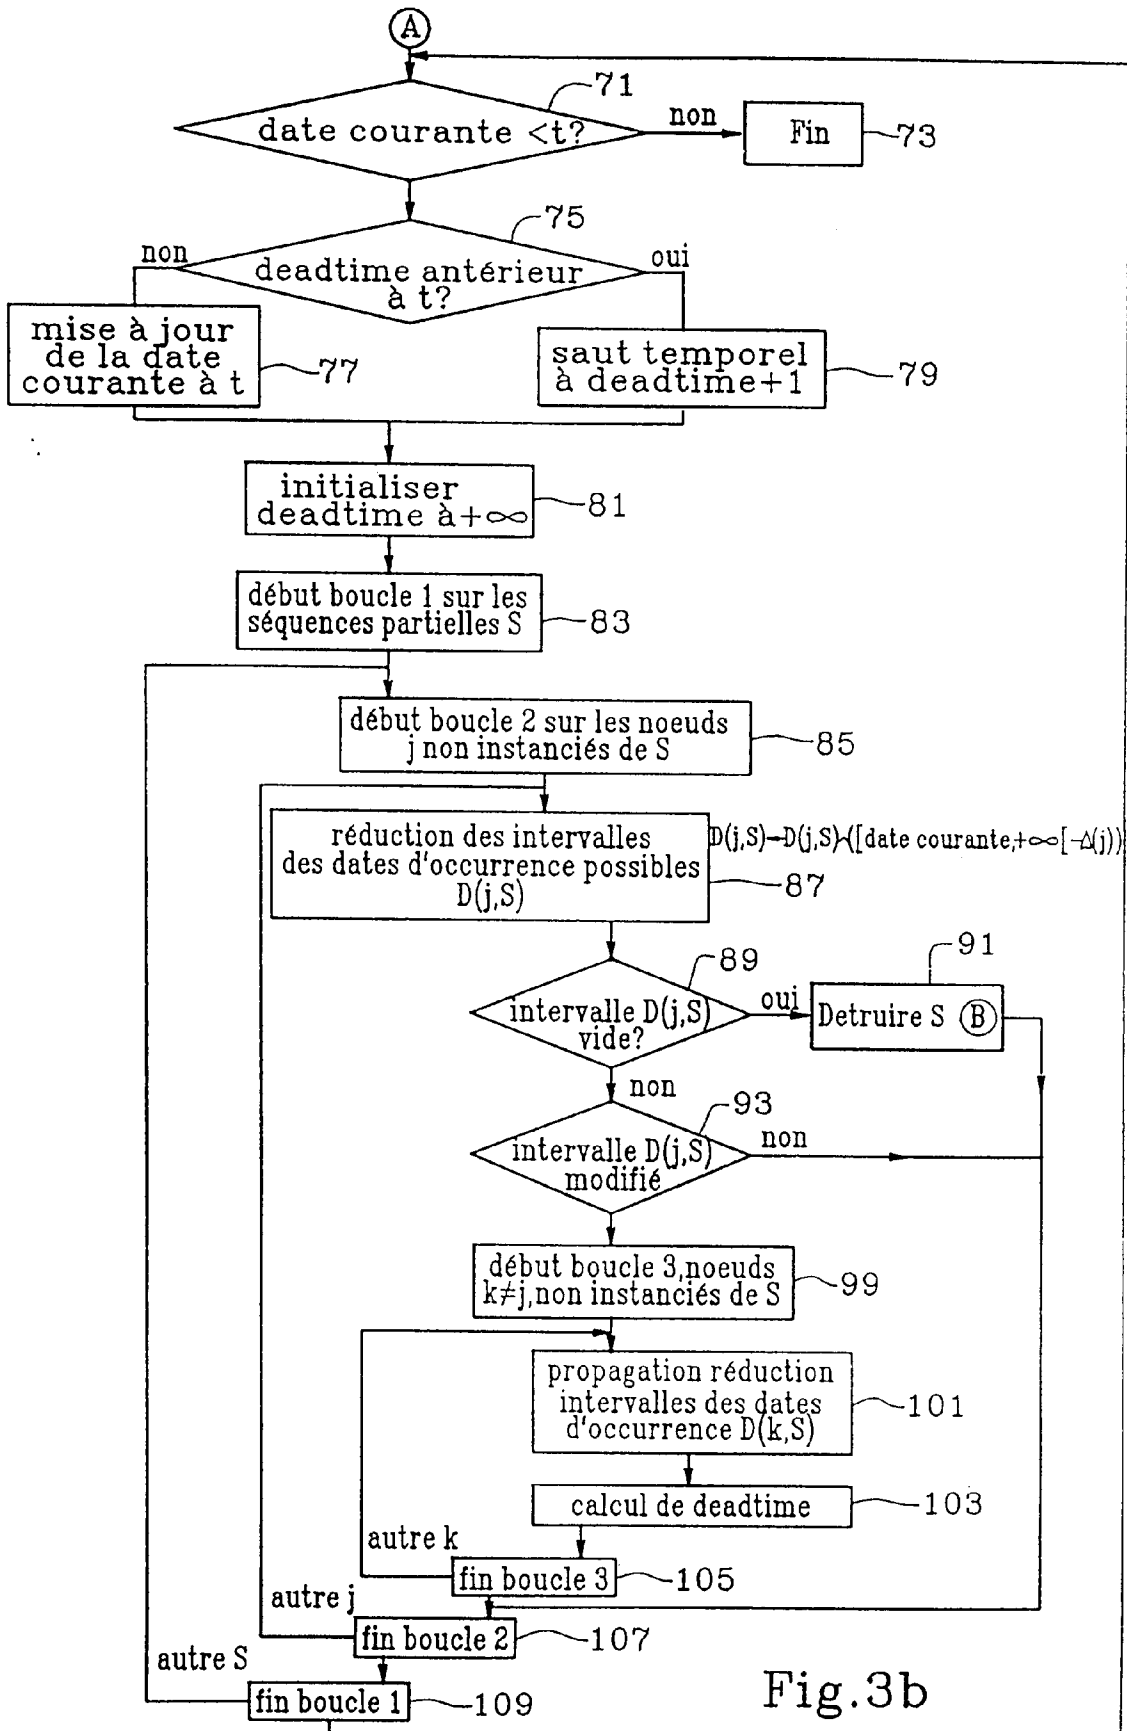 A
71
date courante <t?
non
Fin
73
75
non
oui
deadtime antérieur
à t?
mise à jour
de la date
courante à t
77
saut temporel
à deadtime+1
79
initialiser
deadtime à+∞
81
début boucle 1 sur les
séquences partielles S
83
début boucle 2 sur les noeuds
j non instanciés de S
85
réduction des intervalles
des dates d'occurrence possibles
D(j,S)
D(j,S)←D(j,S)-([date courante,+∞[-Δ(j))
87
89
91
intervalle D(j,S)
vide?
oui
Detruire S B
non
93
intervalle D(j,S)
modifié
non
début boucle 3,noeuds
k≠j,non instanciés de S
99
propagation réduction
intervalles des dates
d'occurrence D(k,S)
101
calcul de deadtime
103
autre k
fin boucle 3
105
autre j
fin boucle 2
107
autre S
fin boucle 1
109
Fig.3b